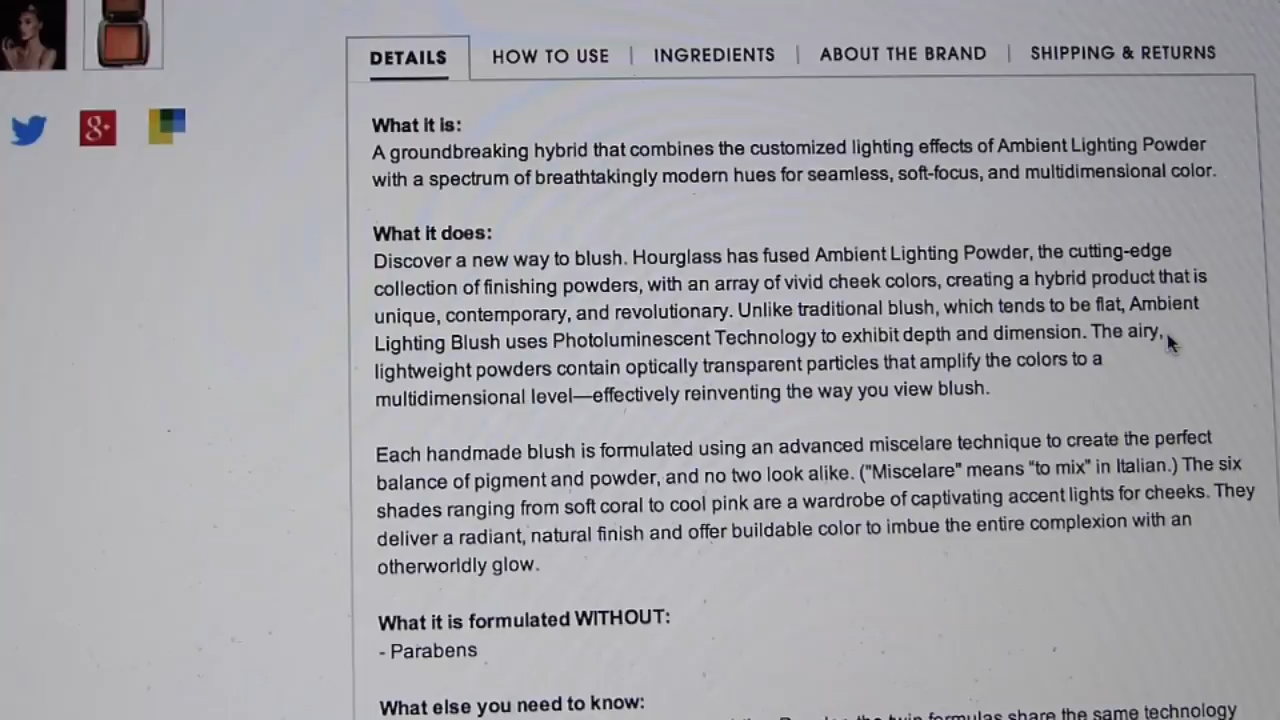 DETAILS HOW TO USE | INGREDIENTS | ABOUT THE BRAND | SHIPPING & RETURNS
g+
What it is:
A groundbreaking hybrid that combines the customized lighting effects of Ambient Lighting Powder
with a spectrum of breathtakingly modern hues for seamless, soft-focus, and multidimensional color.
What it does:
Discover a new way to blush. Hourglass has fused Ambient Lighting Powder, the cutting-edge
collection of finishing powders, with an array of vivid cheek colors, creating a hybrid product that is
unique, contemporary, and revolutionary. Unlike traditional blush, which tends to be flat, Ambient
Lighting Blush uses Photoluminescent Technology to exhibit depth and dimension. The airy,
lightweight powders contain optically transparent particles that amplify the colors to a
multidimensional level—effectively reinventing the way you view blush.
Each handmade blush is formulated using an advanced miscelare technique to create the perfect
balance of pigment and powder, and no two look alike. ("Miscelare" means "to mix" in Italian.) The six
shades ranging from soft coral to cool pink are a wardrobe of captivating accent lights for cheeks. They
deliver a radiant, natural finish and offer buildable color to imbue the entire complexion with an
otherworldly glow.
What it is formulated WITHOUT:
- Parabens
What else you need to know:
the twin formulas share the same technology